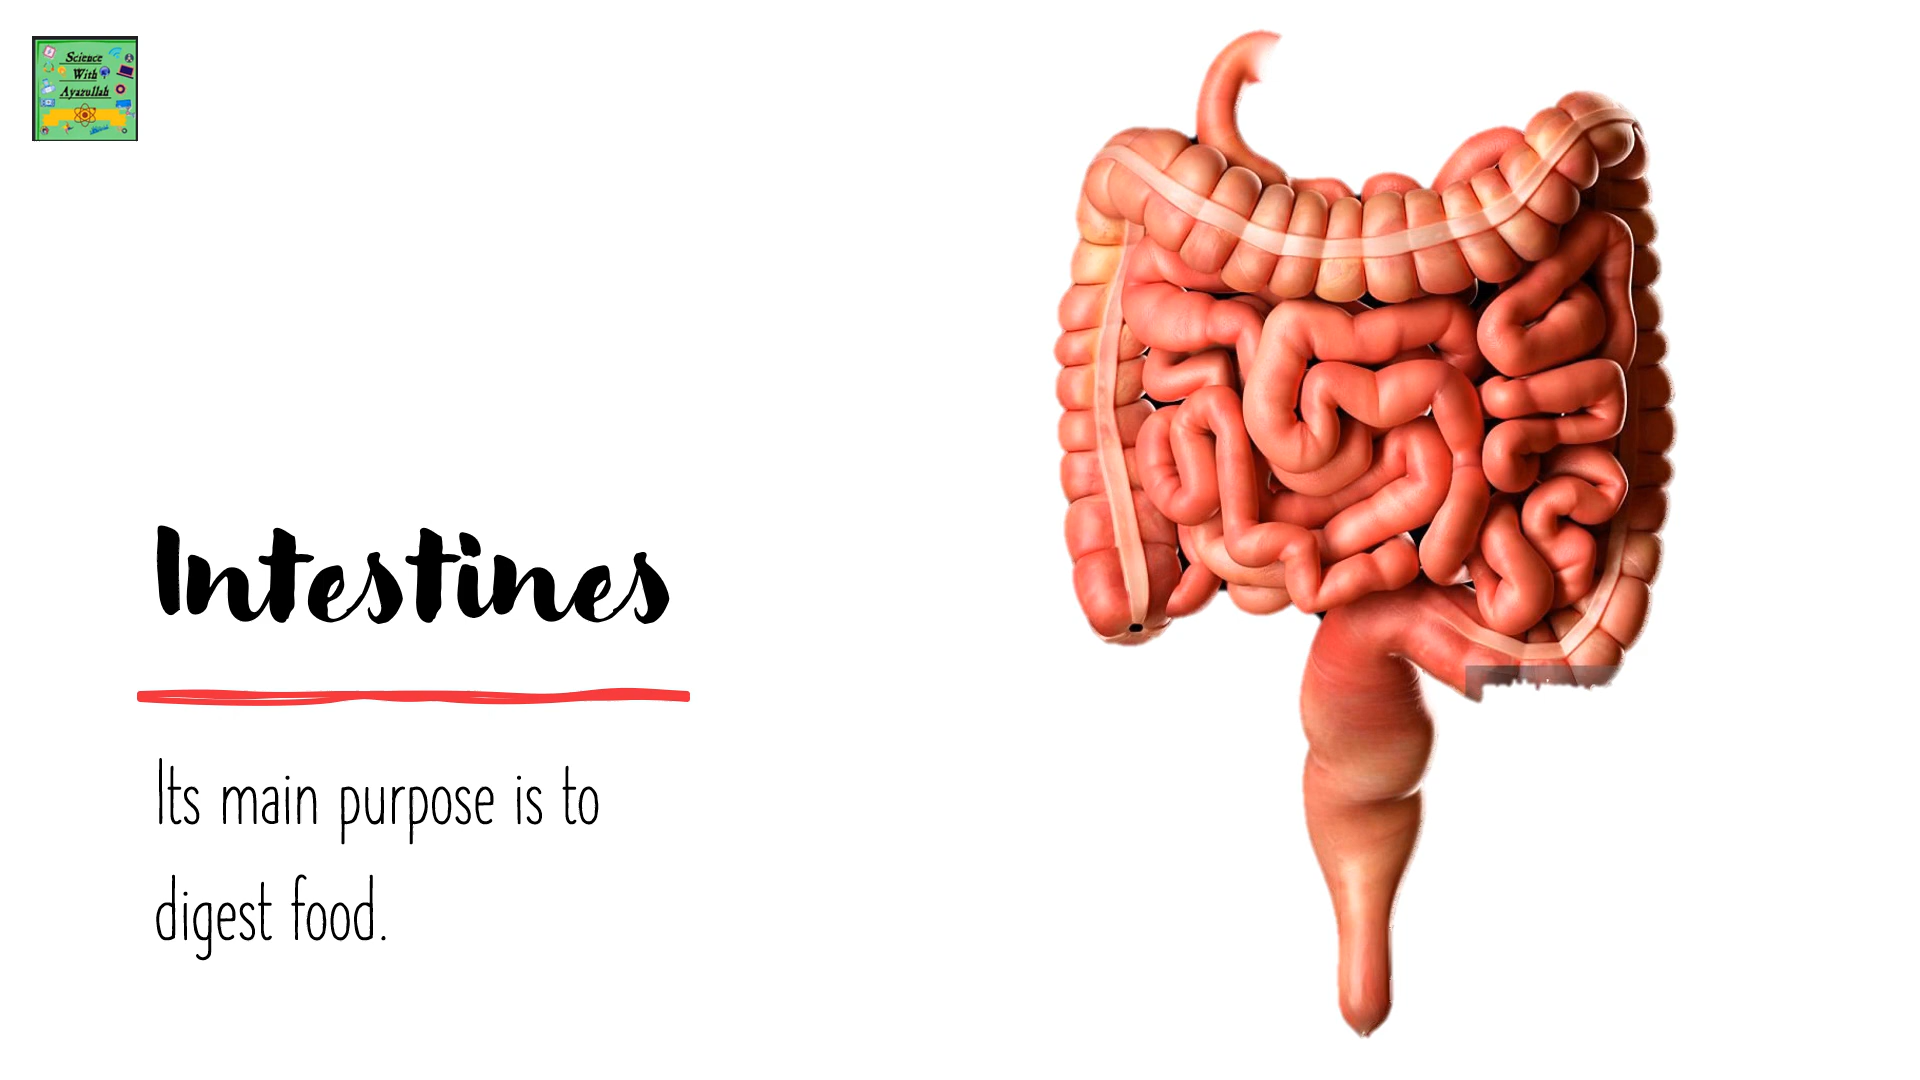 Science
With
Ayazullah
Intestines
Its main purpose is to
digest food.